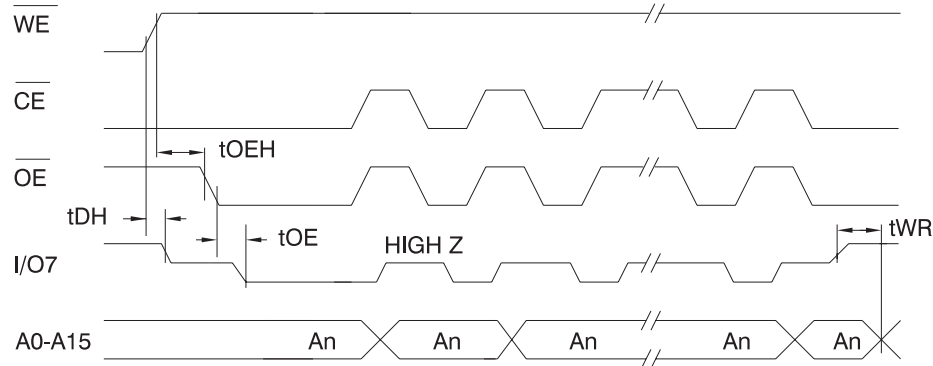 WE
CE
tOEH
OE
tDH
tOE
HIGH Z
tWR
I/O7
A0-A15 An An An An An